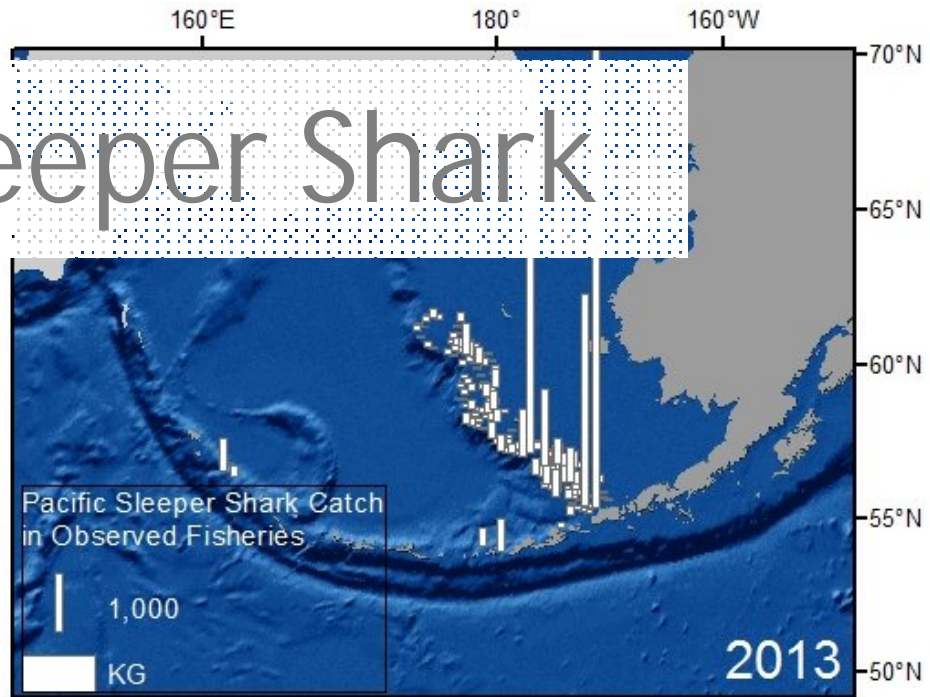 160°E 180° 160°W
70°N
eeper Shark
65°N
60°N
55°N
Pacific Sleeper Shark Catch
in Observed Fisheries
1,000
KG
2013
50°N